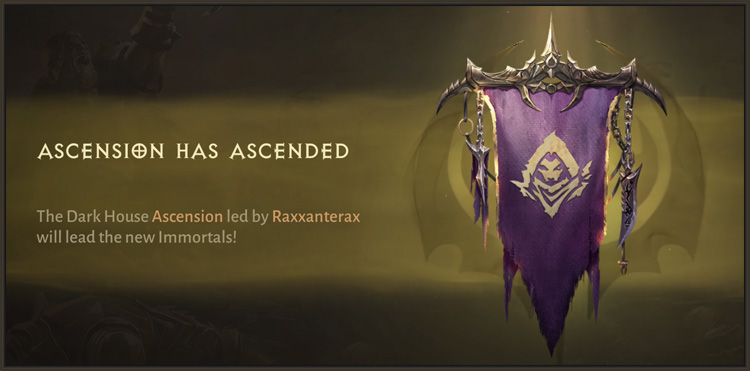 ASCENSION HAS ASCENDED
The Dark House Ascension led by Raxxanterax
will lead the new Immortals!